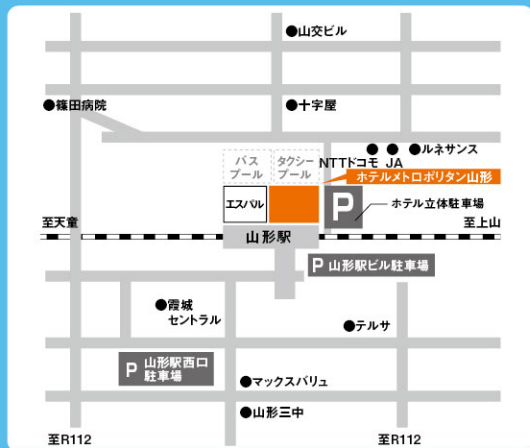 ●山交ビル
●篠田病院
●十字屋
●●●ルネサンス
NTTドコモ JA
バス
プール
タクシー
プール
ホテルメトロポリタン山形
エスパル
P
ホテル立体駐車場
至天童
山形駅
至上山
P 山形駅ビル駐車場
●霞城
セントラル
●テルサ
P 山形駅西口
駐車場
●マックスバリュ
●山形三中
至R112
至R112